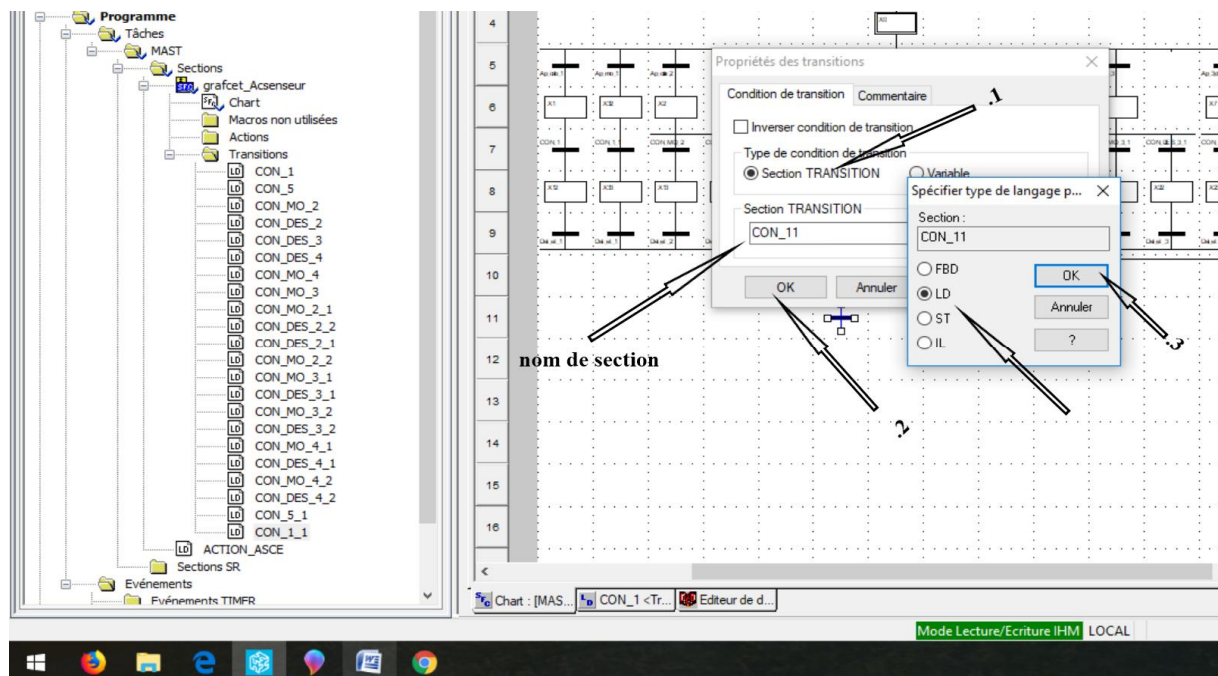 Programme
Tâches
MAST
Sections
grafcet_Acsenseur
Chart
Macros non utilisées
Actions
Transitions
CON_1
CON_5
CON_MO_2
CON_DES_2
CON_DES_3
CON_DES_4
CON_MO_4
CON_MO_3
CON_MO_2_1
CON_DES_2_2
CON_DES_2_1
CON_MO_2_2
CON_MO_3_1
CON_DES_3_1
CON_MO_3_2
CON_DES_3_2
CON_MO_4_1
CON_DES_4_1
CON_MO_4_2
CON_DES_4_2
CON_5_1
CON_1_1
ACTION_ASCE
Sections SR
Evénements
Evénements TIMER
4
5
6
7
8
9
10
11
12
13
14
15
16
X1
X32
X2
CON_1
CON_1_1
CON_MO_2
X12
X13
Propriétés des transitions
Condition de transition
Commentaire
Inverser condition de transition
Type de condition de transition
Section TRANSITION
Variable
Section TRANSITION
CON_11
OK
Annuler
Spécifier type de langage p...
Section :
CON_11
FBD
LD
ST
IL
OK
Annuler
?
.1
.2
.3
nom de section
Chart : [MAS...
CON_1 <Tr...
Editeur de d...
Mode Lecture/Ecriture IHM
LOCAL